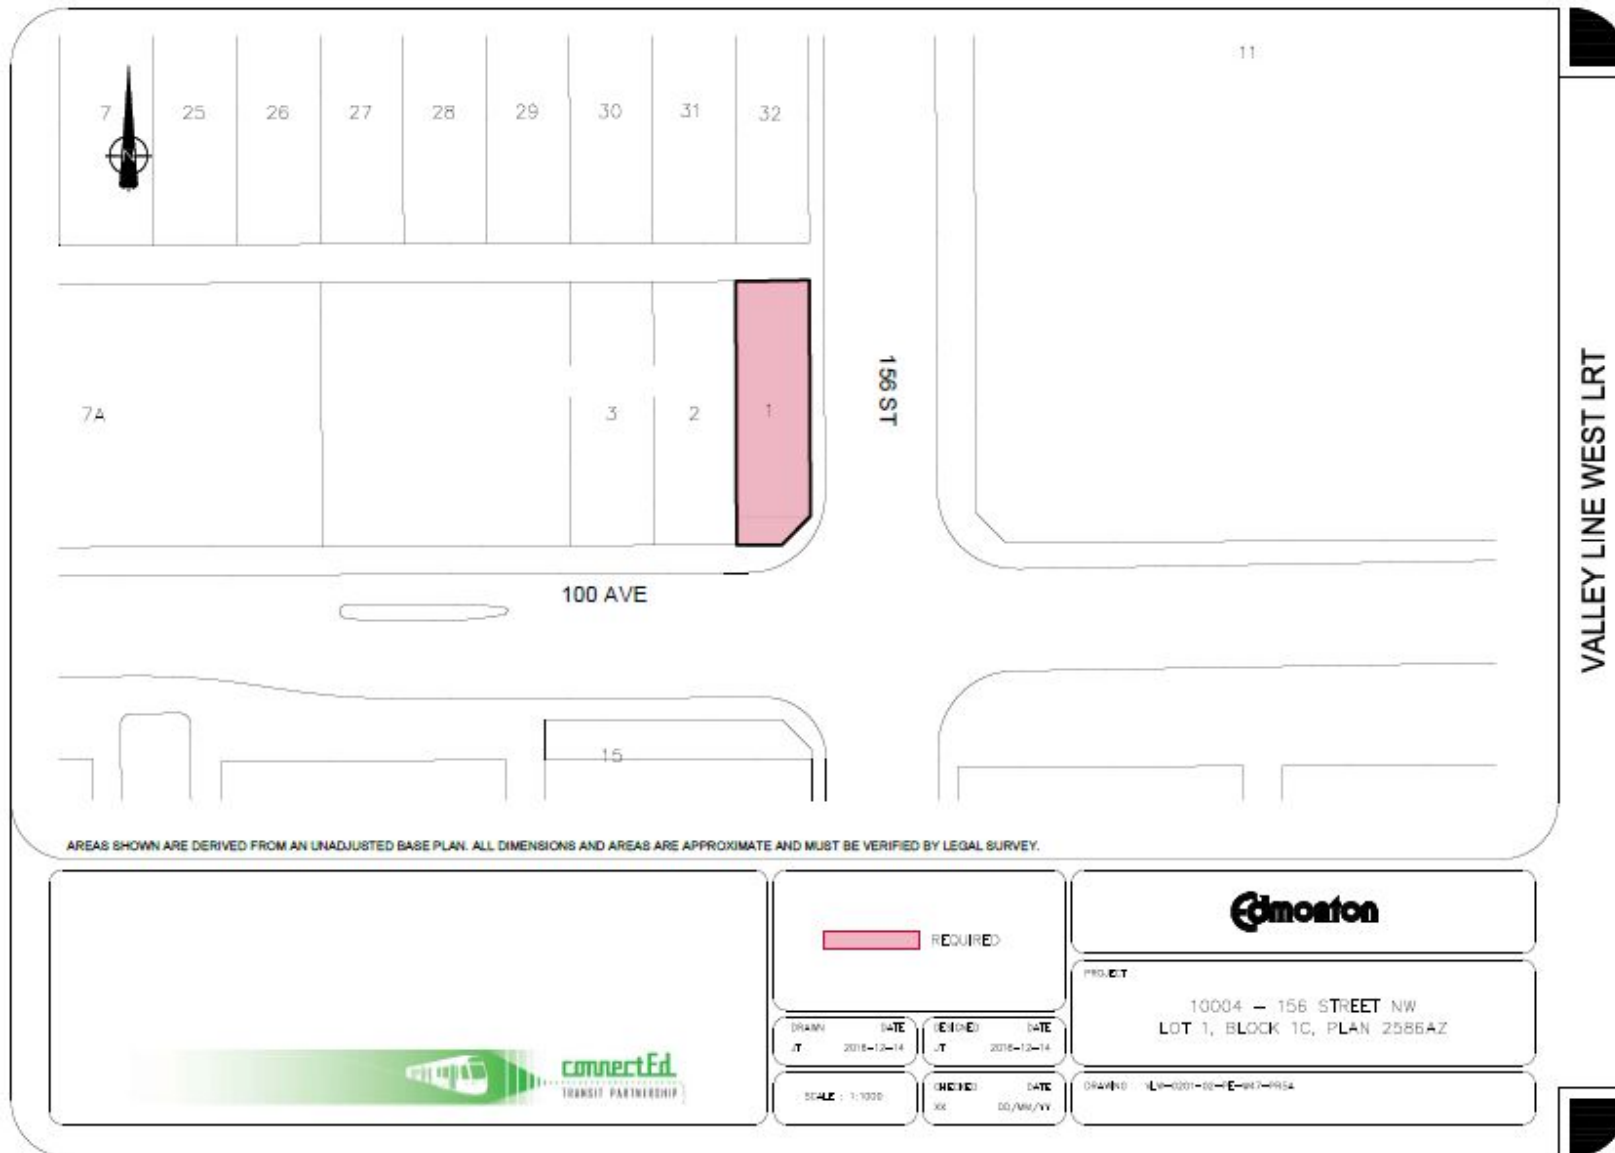 11
7 25 26 27 28 29 30 31 32
N
156 ST
7A 3 2 1
100 AVE
15
VALLEY LINE WEST LRT
AREAS SHOWN ARE DERIVED FROM AN UNADJUSTED BASE PLAN. ALL DIMENSIONS AND AREAS ARE APPROXIMATE AND MUST BE VERIFIED BY LEGAL SURVEY.
connectEd
TRANSIT PARTNERSHIP
REQUIRED
DRAWN DATE
JT 2016-12-14
DESIGNED DATE
JT 2016-12-14
SCALE : 1:1000
CHECKED DATE
XX DD/MM/YY
Edmonton
PROJECT
10004 – 156 STREET NW
LOT 1, BLOCK 1C, PLAN 2586AZ
DRAWING